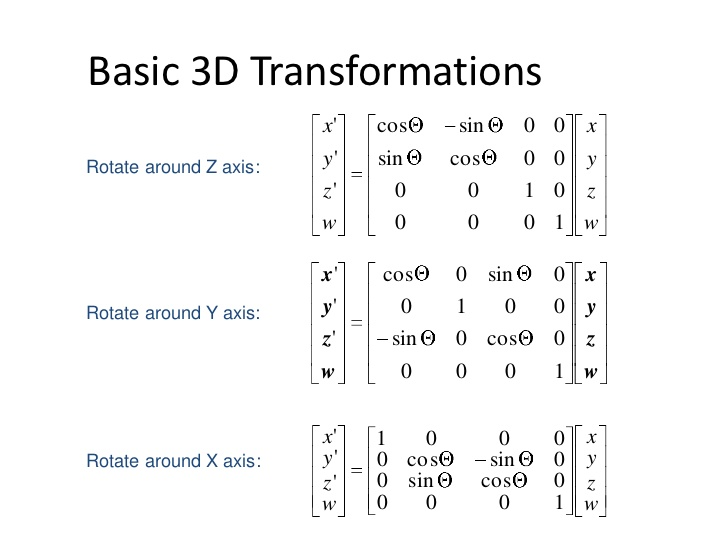 Basic 3D Transformations
Rotate around Z axis:
x' cosΘ −sinΘ 0 0 x
y' sinΘ cosΘ 0 0 y
=
z' 0 0 1 0 z
w 0 0 0 1 w
Rotate around Y axis:
x' cosΘ 0 sinΘ 0 x
y' 0 1 0 0 y
=
z' −sinΘ 0 cosΘ 0 z
w 0 0 0 1 w
Rotate around X axis:
x' 1 0 0 0 x
y' 0 cosΘ −sinΘ 0 y
=
z' 0 sinΘ cosΘ 0 z
w 0 0 0 1 w